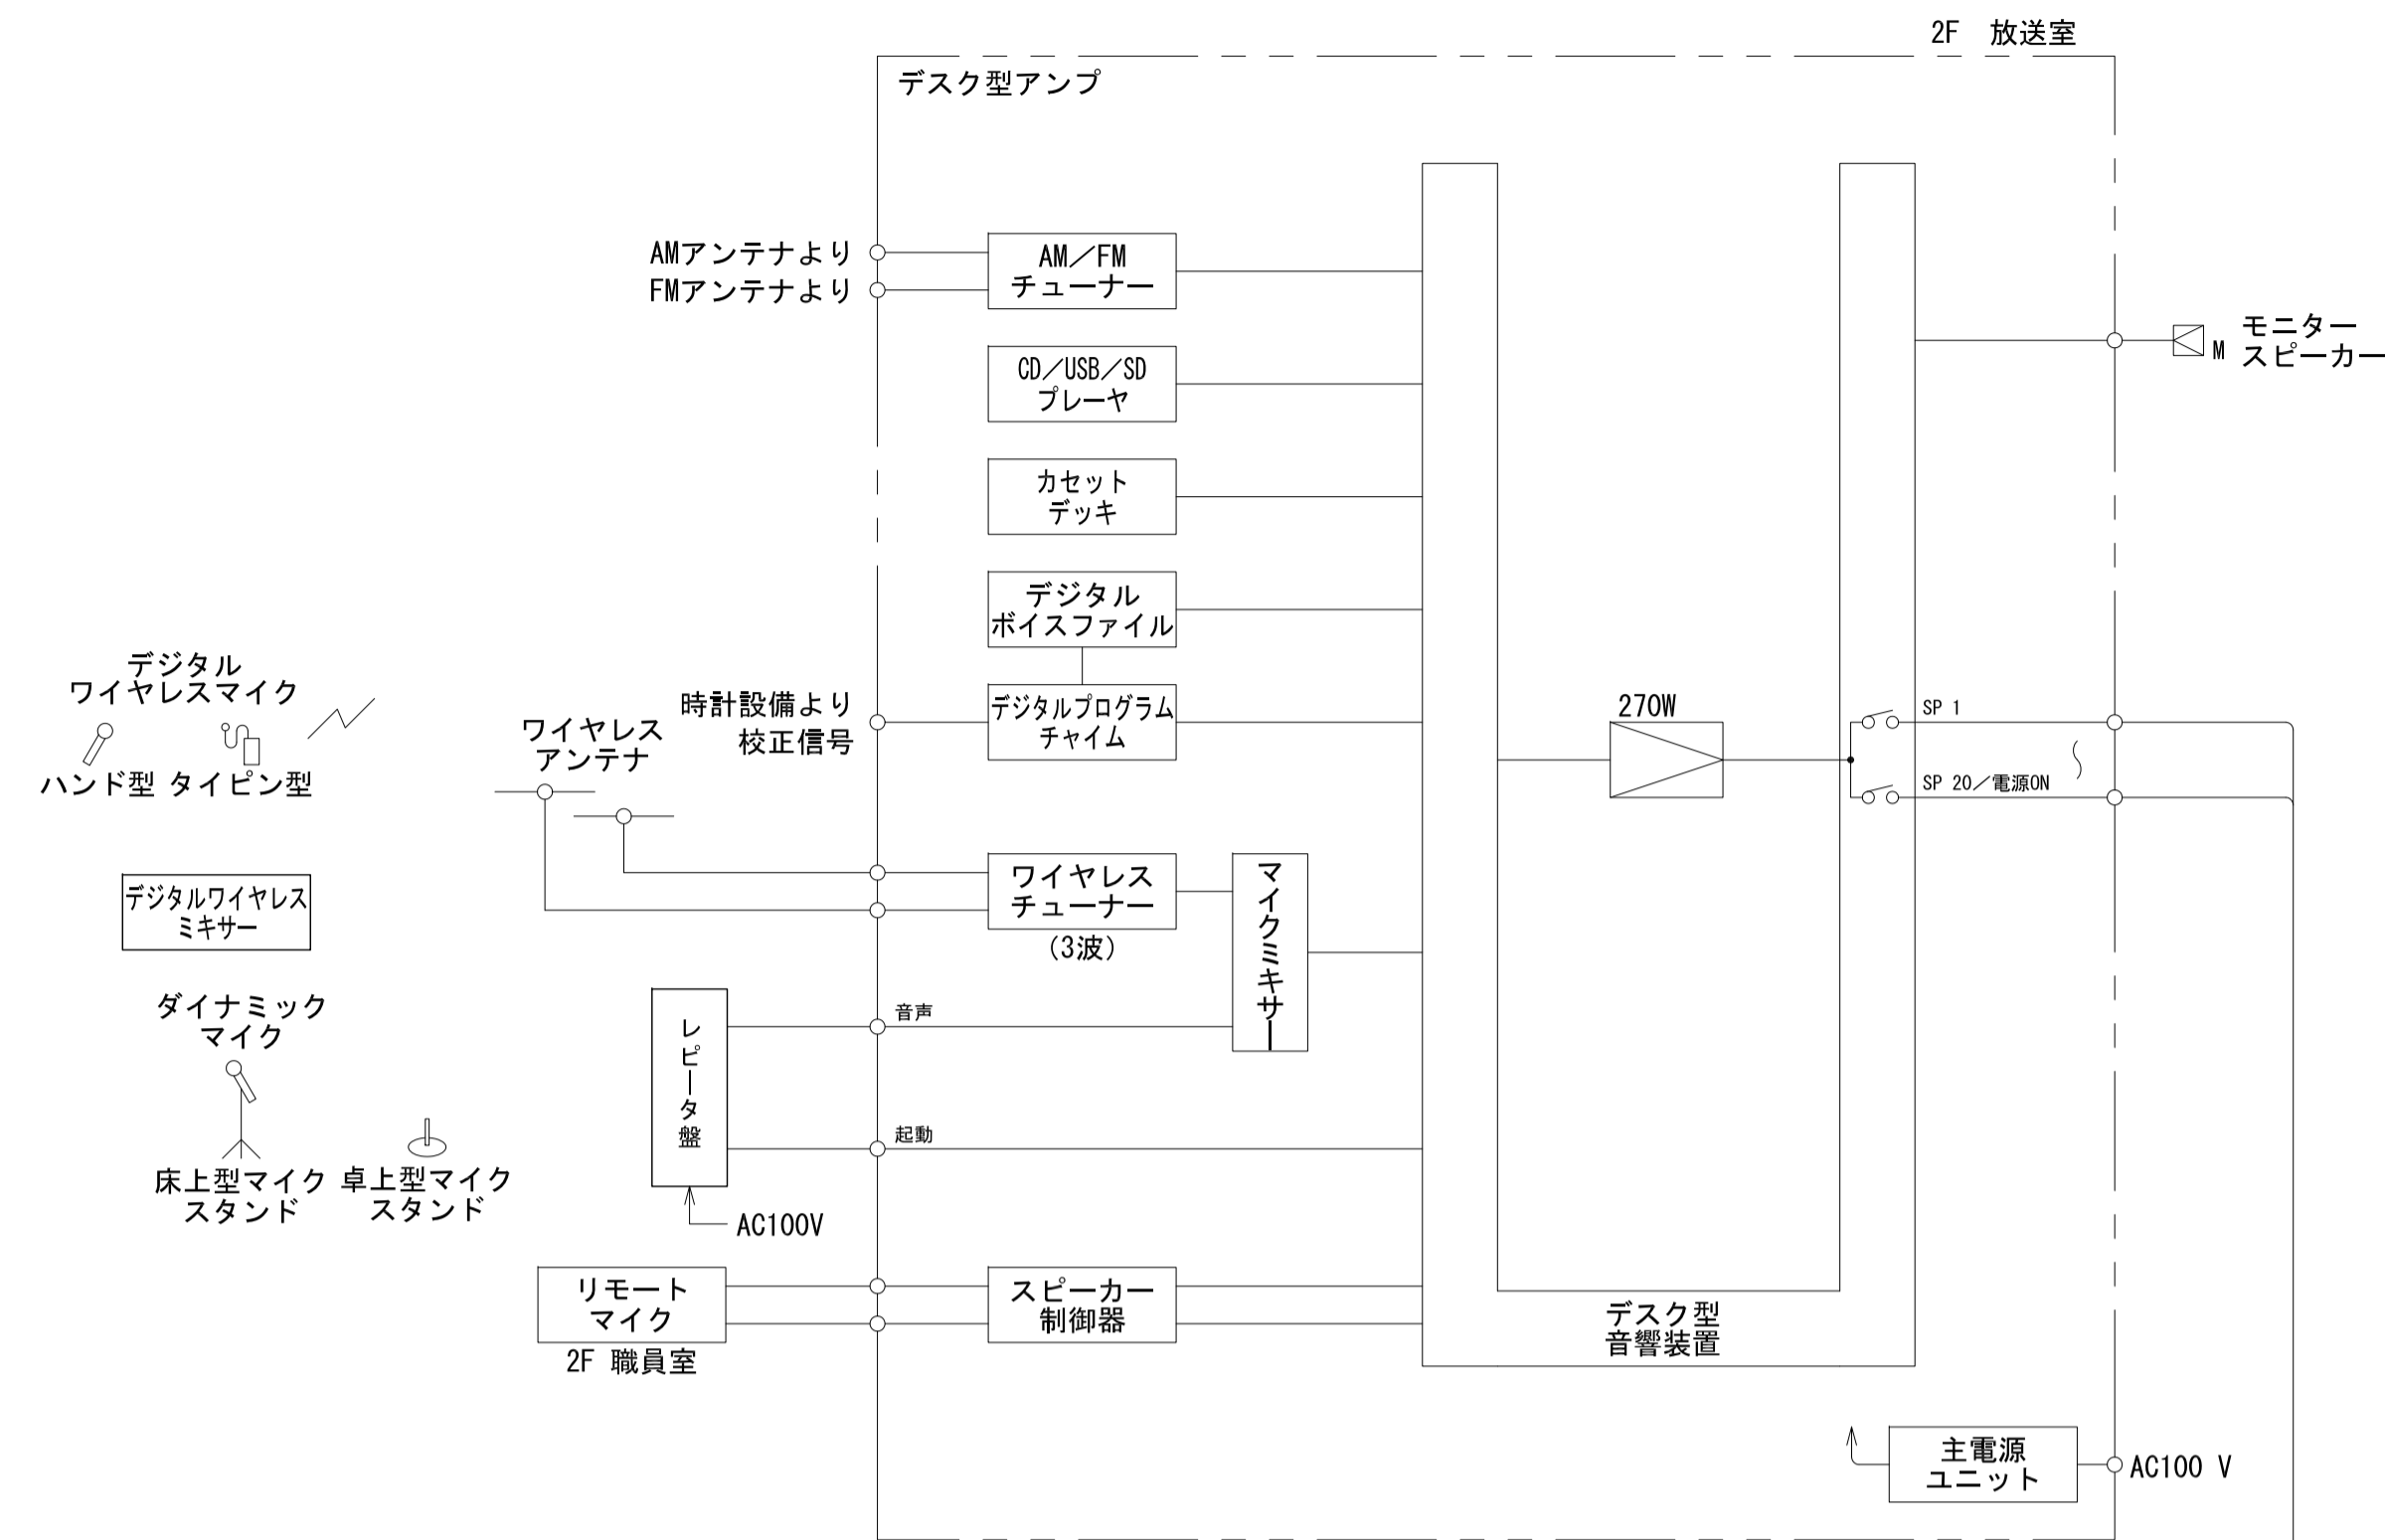 2F 放送室
デスク型アンプ
AMアンテナより
FMアンテナより
AM／FM
チューナー
CD／USB／SD
プレーヤ
モニター
スピーカー
M
カセット
デッキ
デジタル
ボイスファイル
デジタル
ワイヤレスマイク
ハンド型 タイピン型
ワイヤレス
アンテナ
時計設備より
校正信号
デジタルプログラム
チャイム
270W
SP 1
SP 20／電源ON
デジタルワイヤレス
ミキサー
ワイヤレス
チューナー
(3波)
マイクミキサー
ダイナミック
マイク
床上型マイク
スタンド
卓上型マイク
スタンド
レピータ盤
音声
起動
AC100V
リモート
マイク
2F 職員室
スピーカー
制御器
デスク型
音響装置
主電源
ユニット
AC100 V